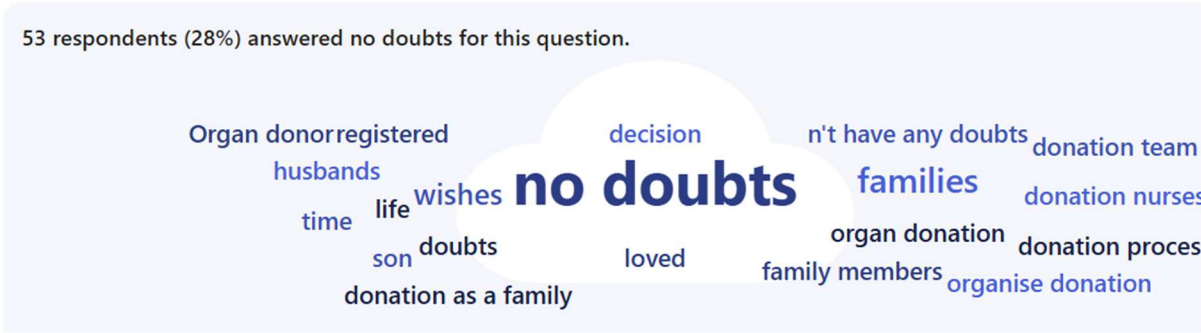 53 respondents (28%) answered no doubts for this question.
Organ donor registered
decision
n't have any doubts
donation team
husbands
wishes
no doubts
families
donation nurses
time
life
organ donation
son
doubts
loved
donation proces
family members
organise donation
donation as a family